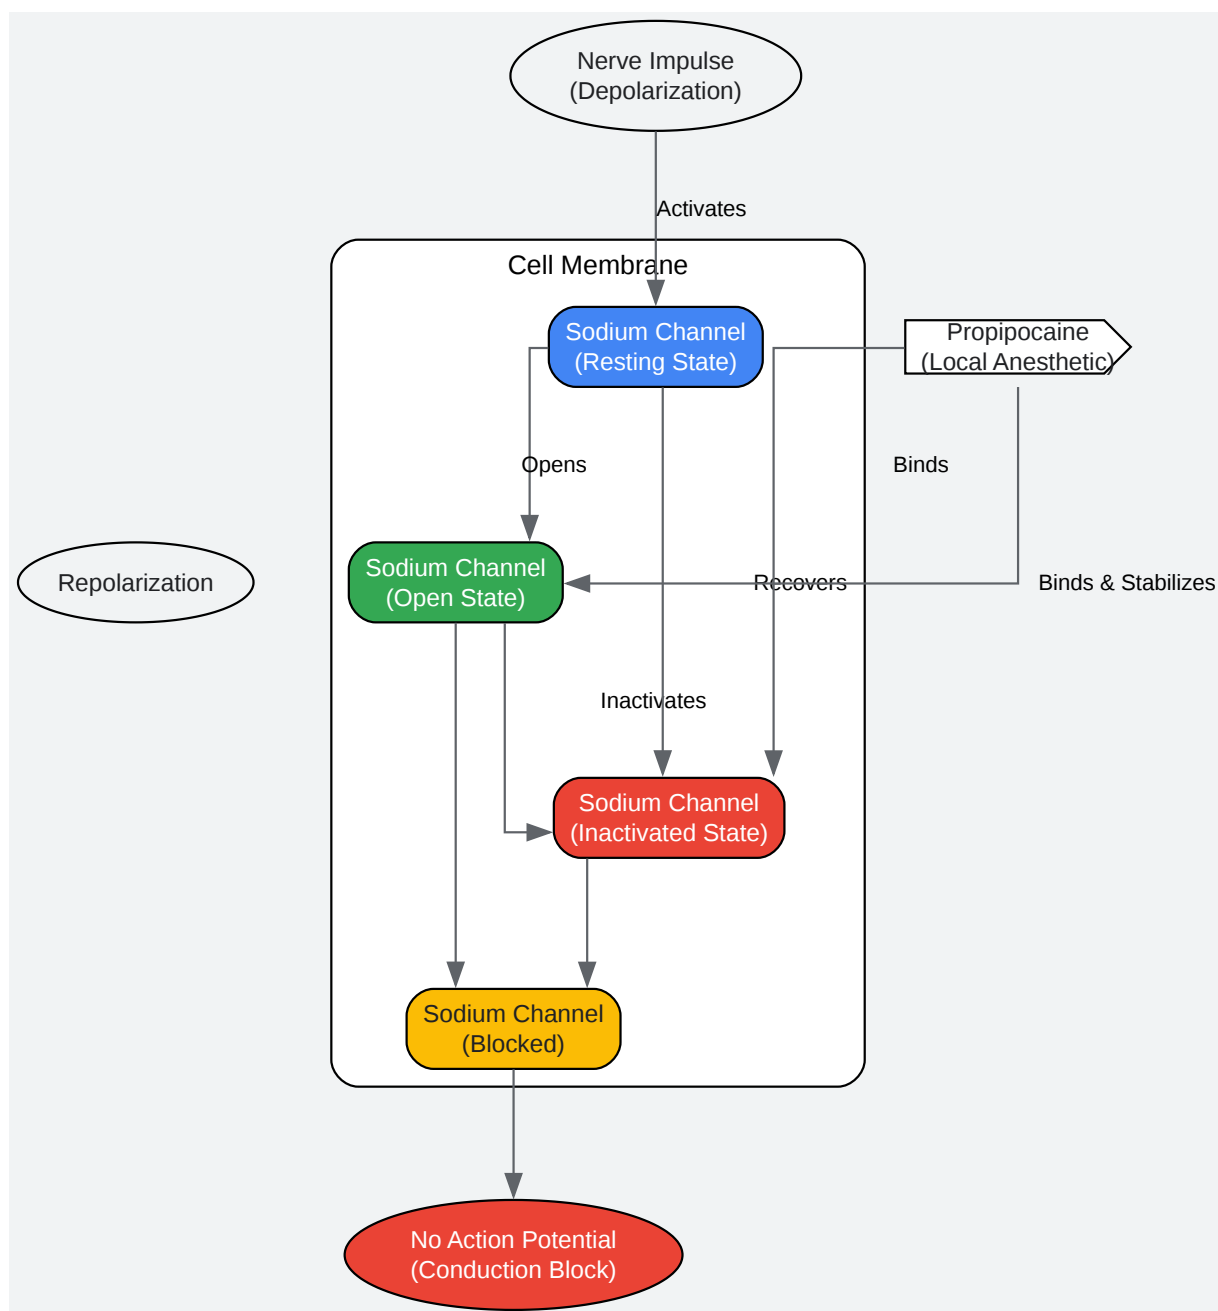 Nerve Impulse
(Depolarization)
Activates
Cell Membrane
Sodium Channel
(Resting State)
Propipocaine
(Local Anesthetic)
Opens
Binds
Repolarization
Sodium Channel
(Open State)
Recovers
Binds & Stabilizes
Inactivates
Sodium Channel
(Inactivated State)
Sodium Channel
(Blocked)
No Action Potential
(Conduction Block)